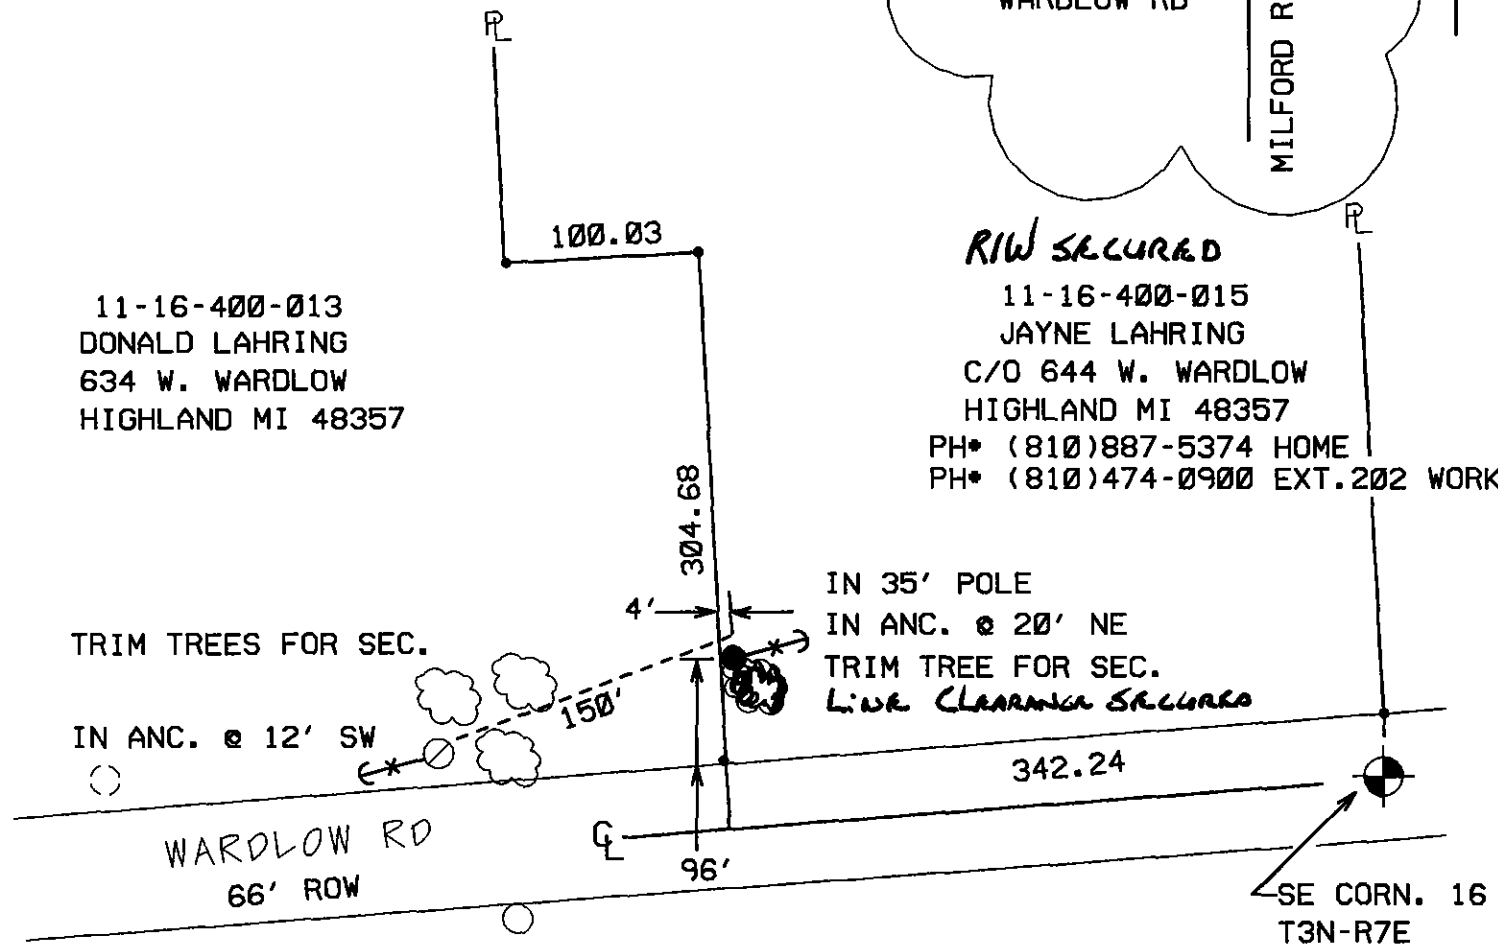 WARDLOW RD
MILFORD R
PL
100.03
PL
R/W SECURED
11-16-400-013
DONALD LAHRING
634 W. WARDLOW
HIGHLAND MI 48357
11-16-400-015
JAYNE LAHRING
C/O 644 W. WARDLOW
HIGHLAND MI 48357
PH• (810)887-5374 HOME
PH• (810)474-0900 EXT.202 WORK
304.68
4'
IN 35' POLE
IN ANC. @ 20' NE
TRIM TREE FOR SEC.
LINE CLEARANCE SECURED
TRIM TREES FOR SEC.
150'
IN ANC. @ 12' SW
342.24
WARDLOW RD
66' ROW
CL
96'
SE CORN. 16
T3N-R7E